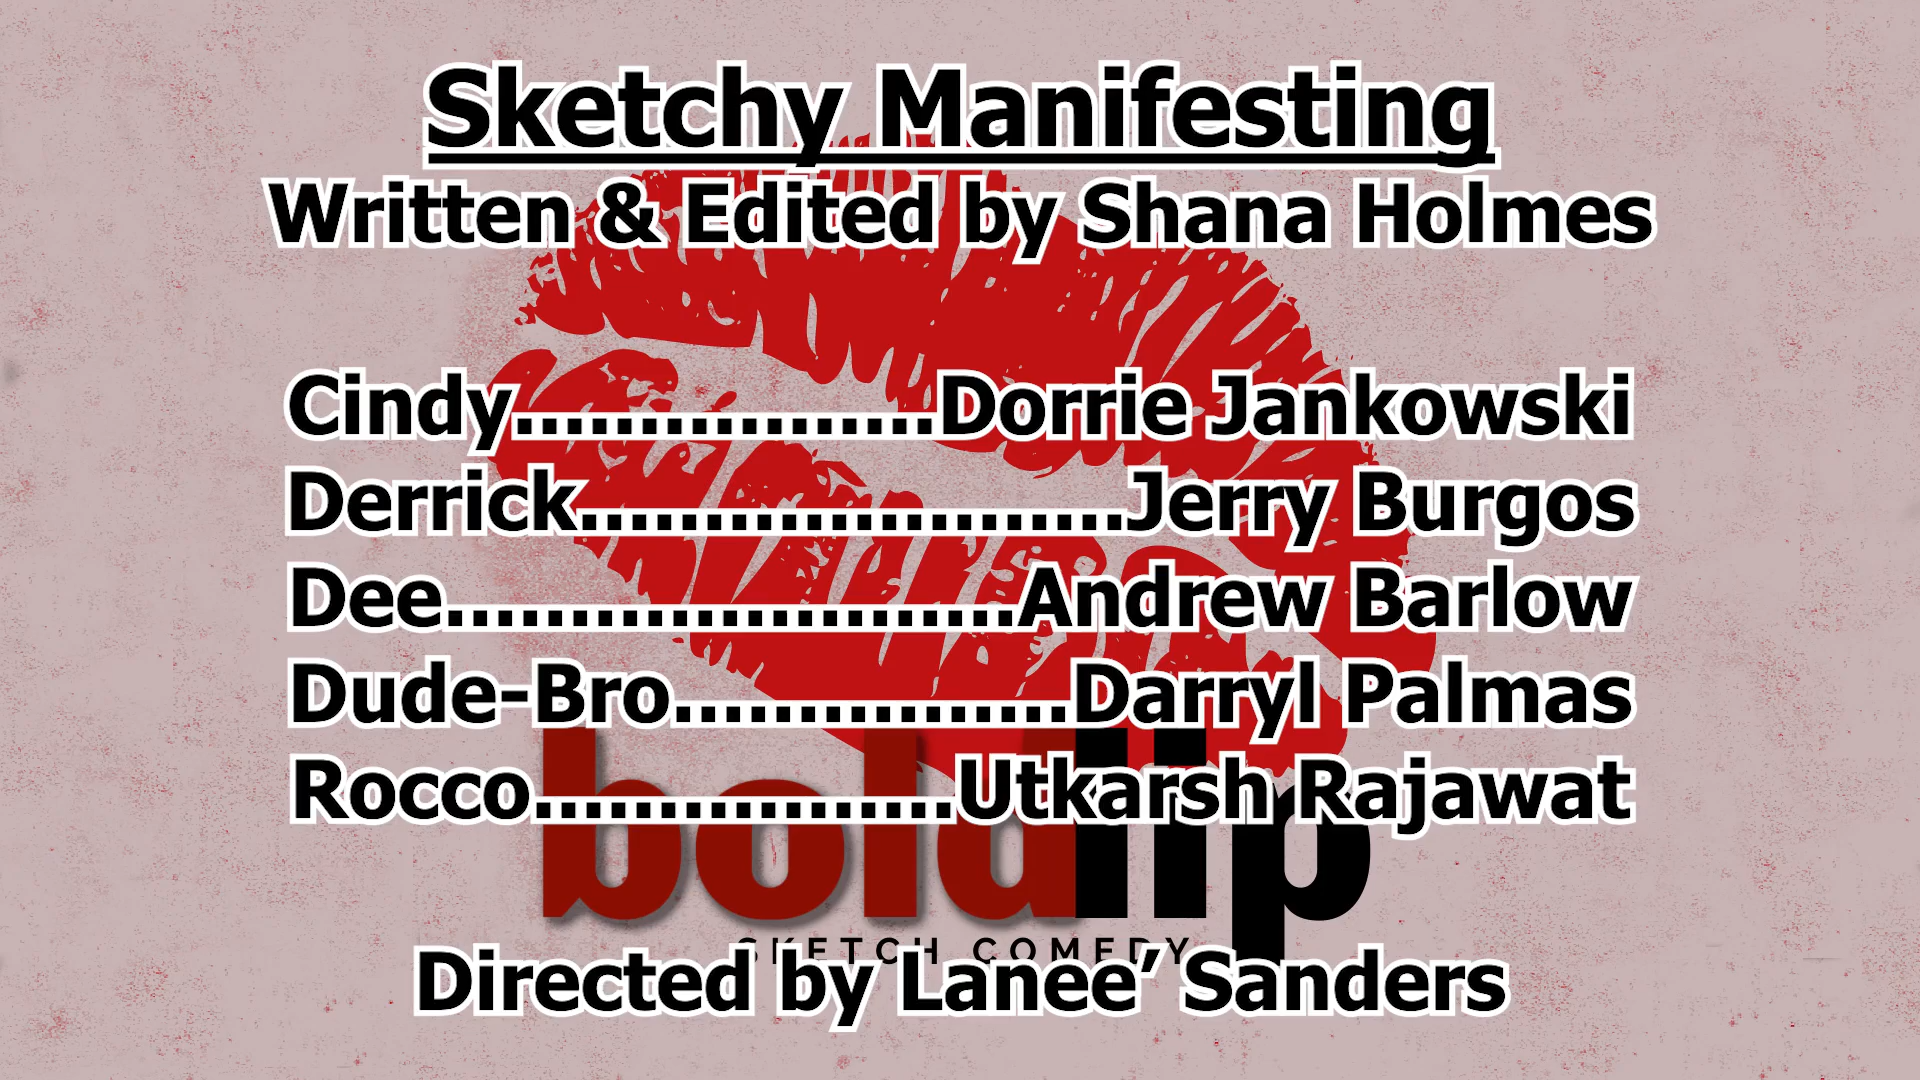 Sketchy Manifesting
Written & Edited by Shana Holmes
Cindy.................Dorrie Jankowski
Derrick......................Jerry Burgos
Dee.......................Andrew Barlow
Dude-Bro................Darryl Palmas
Rocco.................Utkarsh Rajawat
boldlip
SKETCH COMEDY
Directed by Lanee’ Sanders